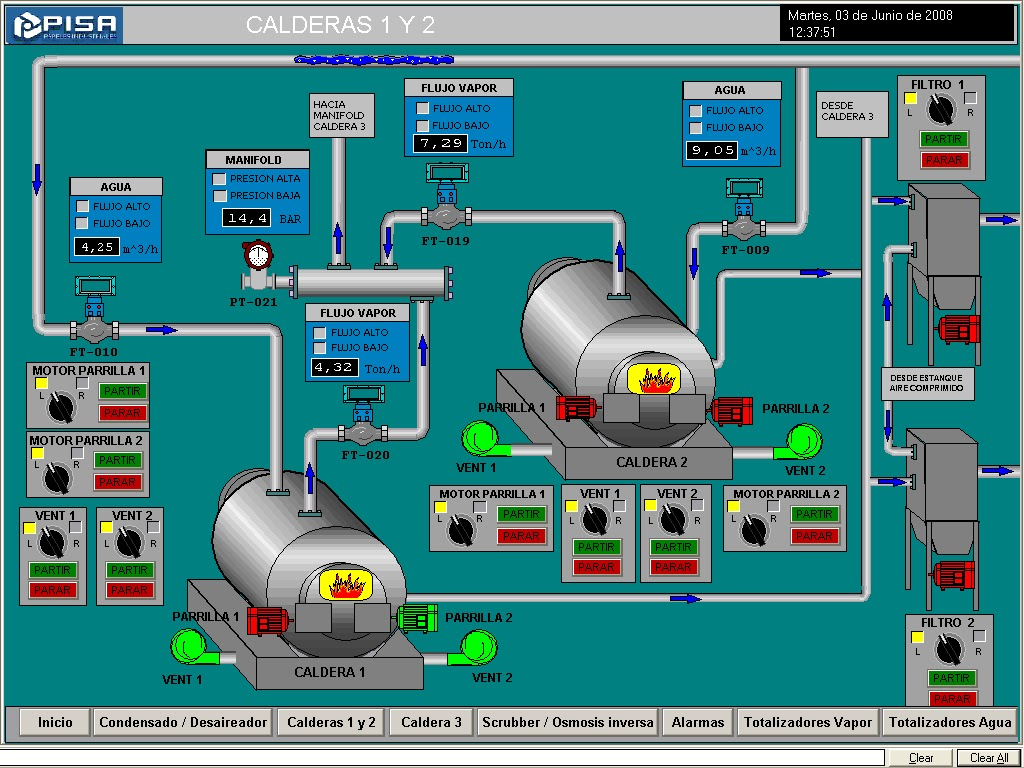 PISA
PAPELES INDUSTRIALES
CALDERAS 1 Y 2
Martes, 03 de Junio de 2008
12:37:51
FLUJO VAPOR
FLUJO ALTO
FLUJO BAJO
7,29 Ton/h
FT-019
AGUA
FLUJO ALTO
FLUJO BAJO
9,05 m^3/h
FT-009
HACIA
MANIFOLD
CALDERA 3
DESDE
CALDERA 3
FILTRO 1
L R
PARTIR
PARAR
MANIFOLD
PRESION ALTA
PRESION BAJA
14,4 BAR
PT-021
AGUA
FLUJO ALTO
FLUJO BAJO
4,25 m^3/h
FT-010
FLUJO VAPOR
FLUJO ALTO
FLUJO BAJO
4,32 Ton/h
FT-020
DESDE ESTANQUE
AIRE COMPRIMIDO
MOTOR PARRILLA 1
L R
PARTIR
PARAR
MOTOR PARRILLA 2
L R
PARTIR
PARAR
VENT 1
L R
PARTIR
PARAR
VENT 2
L R
PARTIR
PARAR
PARRILLA 1
PARRILLA 2
VENT 1
CALDERA 2
VENT 2
MOTOR PARRILLA 1
L R
PARTIR
PARAR
VENT 1
L R
PARTIR
PARAR
VENT 2
L R
PARTIR
PARAR
MOTOR PARRILLA 2
L R
PARTIR
PARAR
PARRILLA 1
PARRILLA 2
VENT 1
CALDERA 1
VENT 2
FILTRO 2
L R
PARTIR
PARAR
Inicio
Condensado / Desaireador
Calderas 1 y 2
Caldera 3
Scrubber / Osmosis inversa
Alarmas
Totalizadores Vapor
Totalizadores Agua
Clear
Clear All